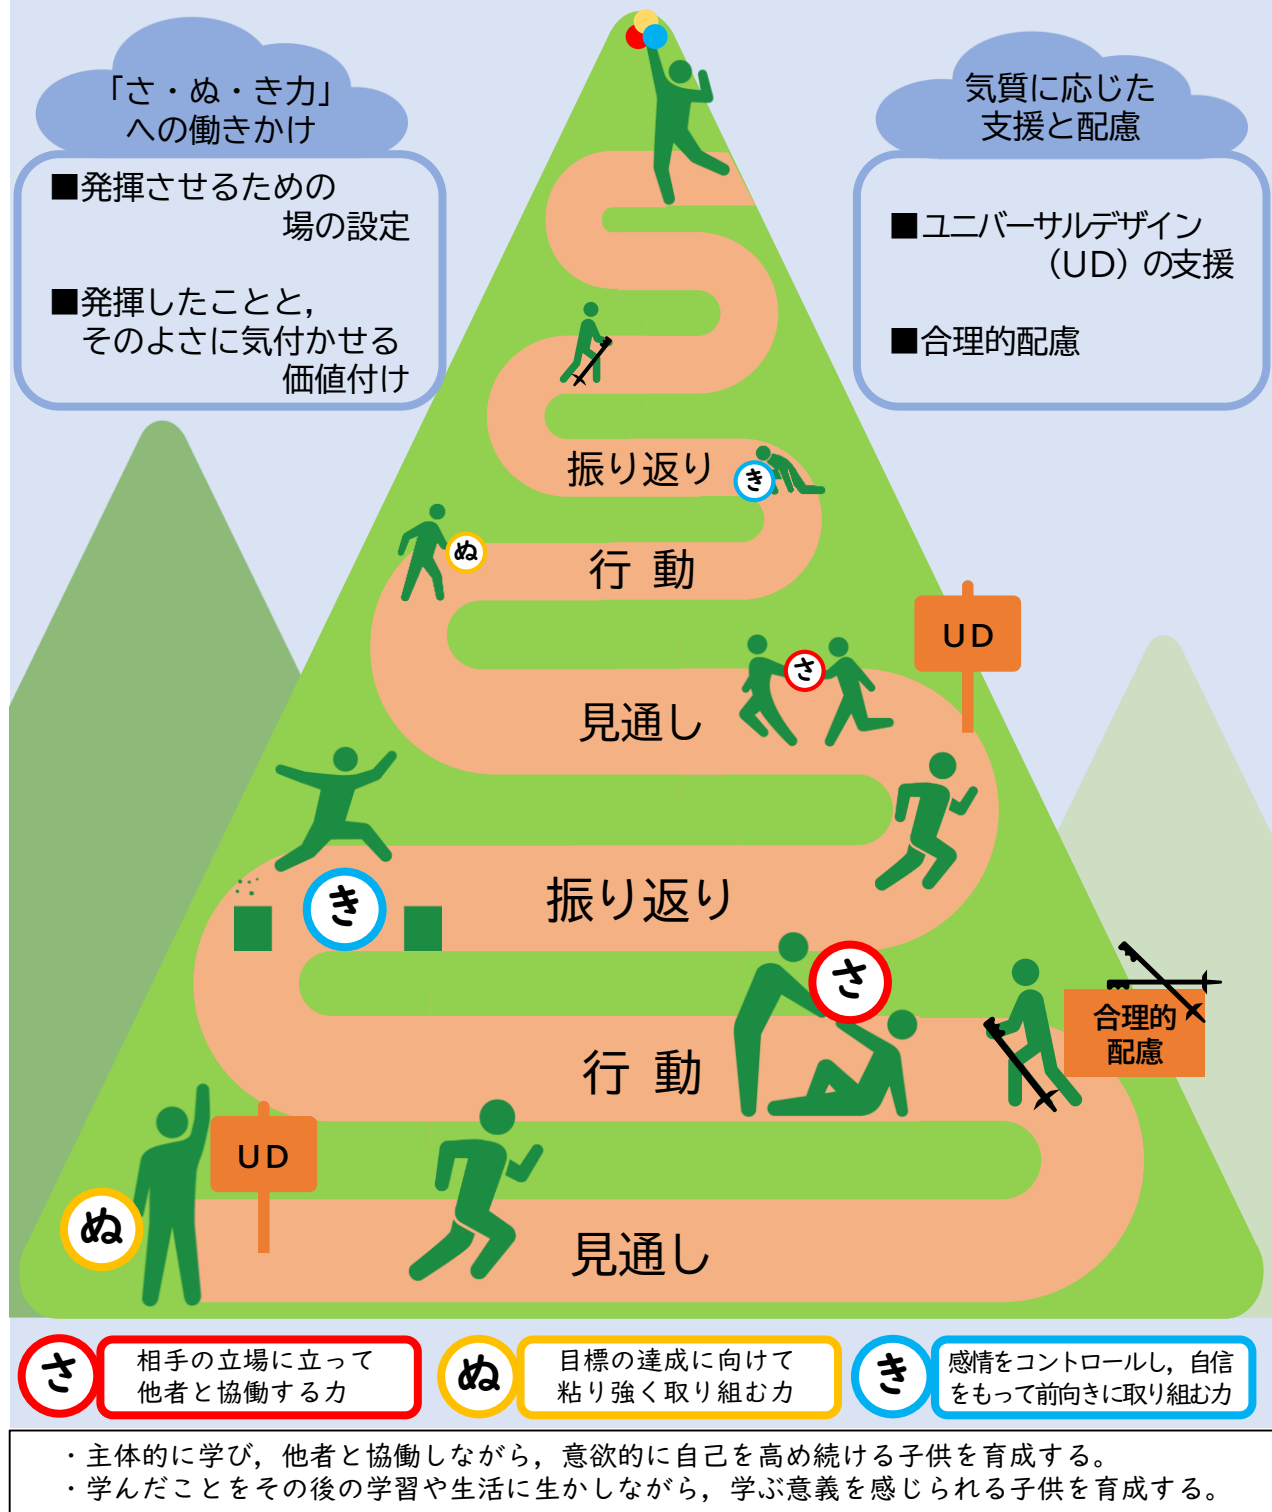 「さ・ぬ・き力」
への働きかけ
■発揮させるための
場の設定
■発揮したことと，
そのよさに気付かせる
価値付け
気質に応じた
支援と配慮
■ユニバーサルデザイン
（UD）の支援
■合理的配慮
振り返り
き
ぬ
行 動
さ
UD
見通し
き
振り返り
さ
合理的
配慮
行 動
UD
ぬ
見通し
さ
相手の立場に立って
他者と協働する力
ぬ
目標の達成に向けて
粘り強く取り組む力
き
感情をコントロールし，自信
をもって前向きに取り組む力
・主体的に学び，他者と協働しながら，意欲的に自己を高め続ける子供を育成する。
・学んだことをその後の学習や生活に生かしながら，学ぶ意義を感じられる子供を育成する。